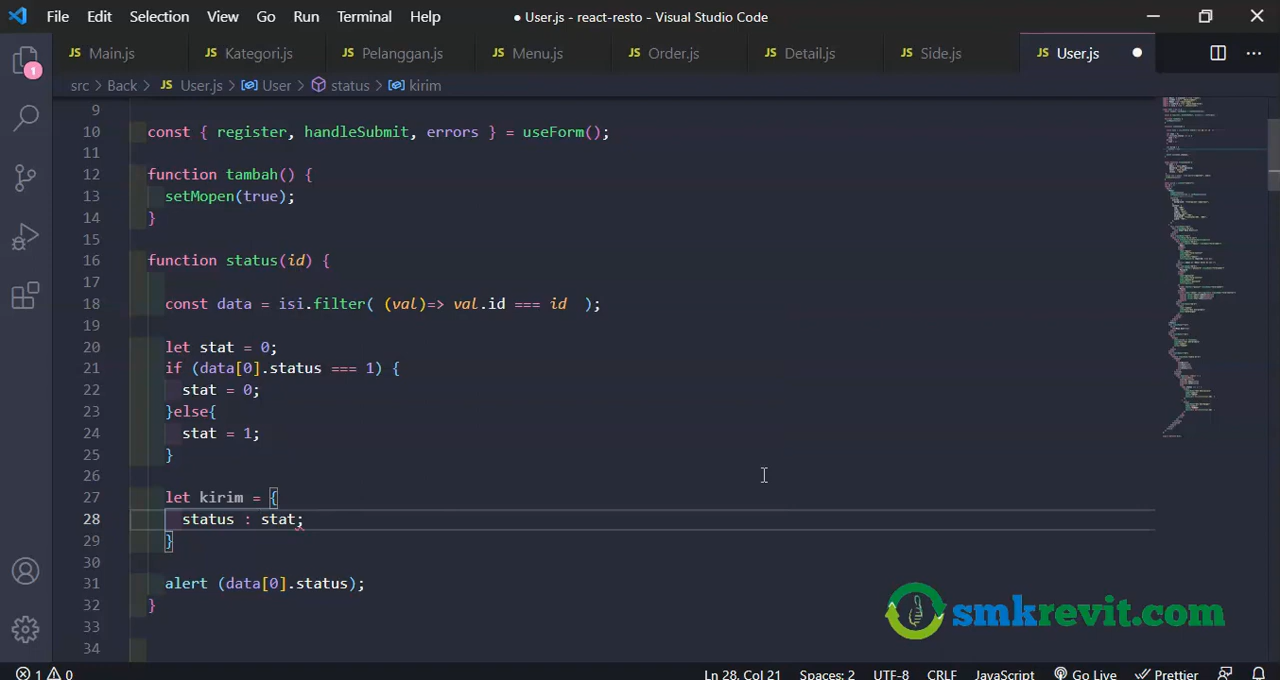 File Edit Selection View Go Run Terminal Help ● User.js - react-resto - Visual Studio Code
JS Main.js JS Kategori.js JS Pelanggan.js JS Menu.js JS Order.js JS Detail.js JS Side.js JS User.js
1
src > Back > JS User.js > User > status > kirim
9
10 const { register, handleSubmit, errors } = useForm();
11
12 function tambah() {
13 setMopen(true);
14 }
15
16 function status(id) {
17
18 const data = isi.filter( (val)=> val.id === id );
19
20 let stat = 0;
21 if (data[0].status === 1) {
22 stat = 0;
23 }else{
24 stat = 1;
25 }
26
27 let kirim = {
28 status : stat;
29 }
30
31 alert (data[0].status);
32 }
33
34
smkrevit.com
1 0 Ln 28, Col 21 Spaces: 2 UTF-8 CRLF JavaScript Go Live Prettier